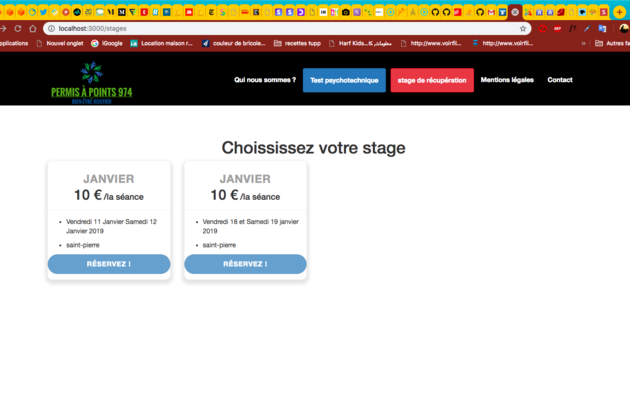 localhost:3000/stages
applications Nouvel onglet iGoogle Location maison r... couleur de bricole... recettes tupp Harf Kids... http://www.voirfil... http://www.voirfil... » Autres fa
PERMIS À POINTS 974
BIEN-ÊTRE ROUTIER
Qui nous sommes ? Test psychotechnique stage de récupération Mentions légales Contact
Choississez votre stage
JANVIER
10 € /la séance
Vendredi 11 Janvier Samedi 12
Janvier 2019
saint-pierre
RÉSERVEZ !
JANVIER
10 € /la séance
Vendredi 18 et Samedi 19 janvier
2019
saint-pierre
RÉSERVEZ !